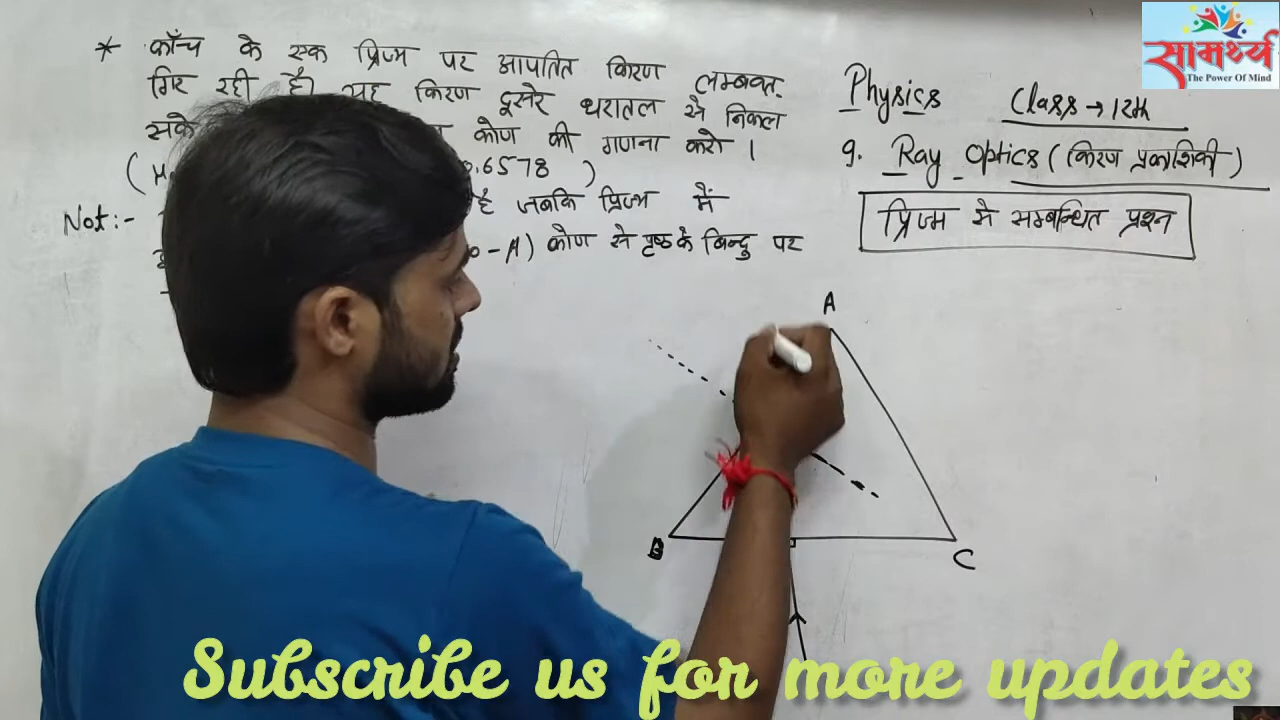 * काँच के एक प्रिज्म पर आपतित किरण लम्बवत्
गिर रही है। यह किरण दूसरे धरातल से निकल
सके कोण की गणना करो ।
( 0.6578 )
Not:- है जबकि प्रिज्म में
- A) कोण से पृष्ठ के बिन्दु पर
Physics Class → 12th
9. Ray Optics ( किरण प्रकाशिकी )
प्रिज्म से सम्बन्धित प्रश्न
A
B
C
सामर्थ्य
The Power Of Mind
Subscribe us for more updates